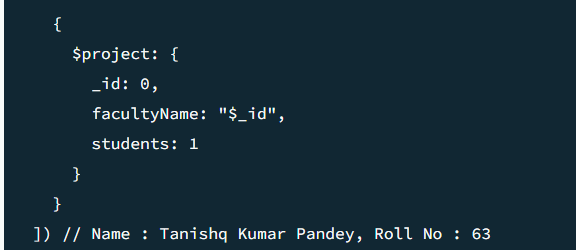 {
$project: {
_id: 0,
facultyName: "$_id",
students: 1
}
}
]) // Name : Tanishq Kumar Pandey, Roll No : 63